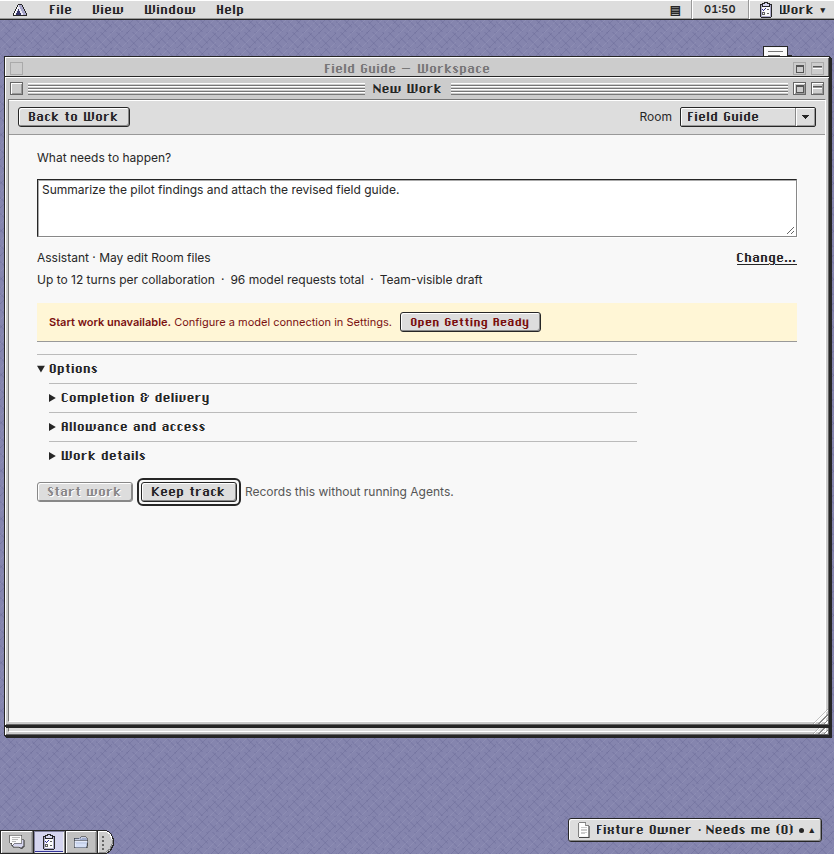 File View Window Help 01:50 Work
Field Guide — Workspace
New Work
Back to Work Room Field Guide
What needs to happen?
Summarize the pilot findings and attach the revised field guide.
Assistant · May edit Room files Change...
Up to 12 turns per collaboration · 96 model requests total · Team-visible draft
Start work unavailable. Configure a model connection in Settings. Open Getting Ready
Options
Completion & delivery
Allowance and access
Work details
Start work Keep track Records this without running Agents.
Fixture Owner · Needs me (0)